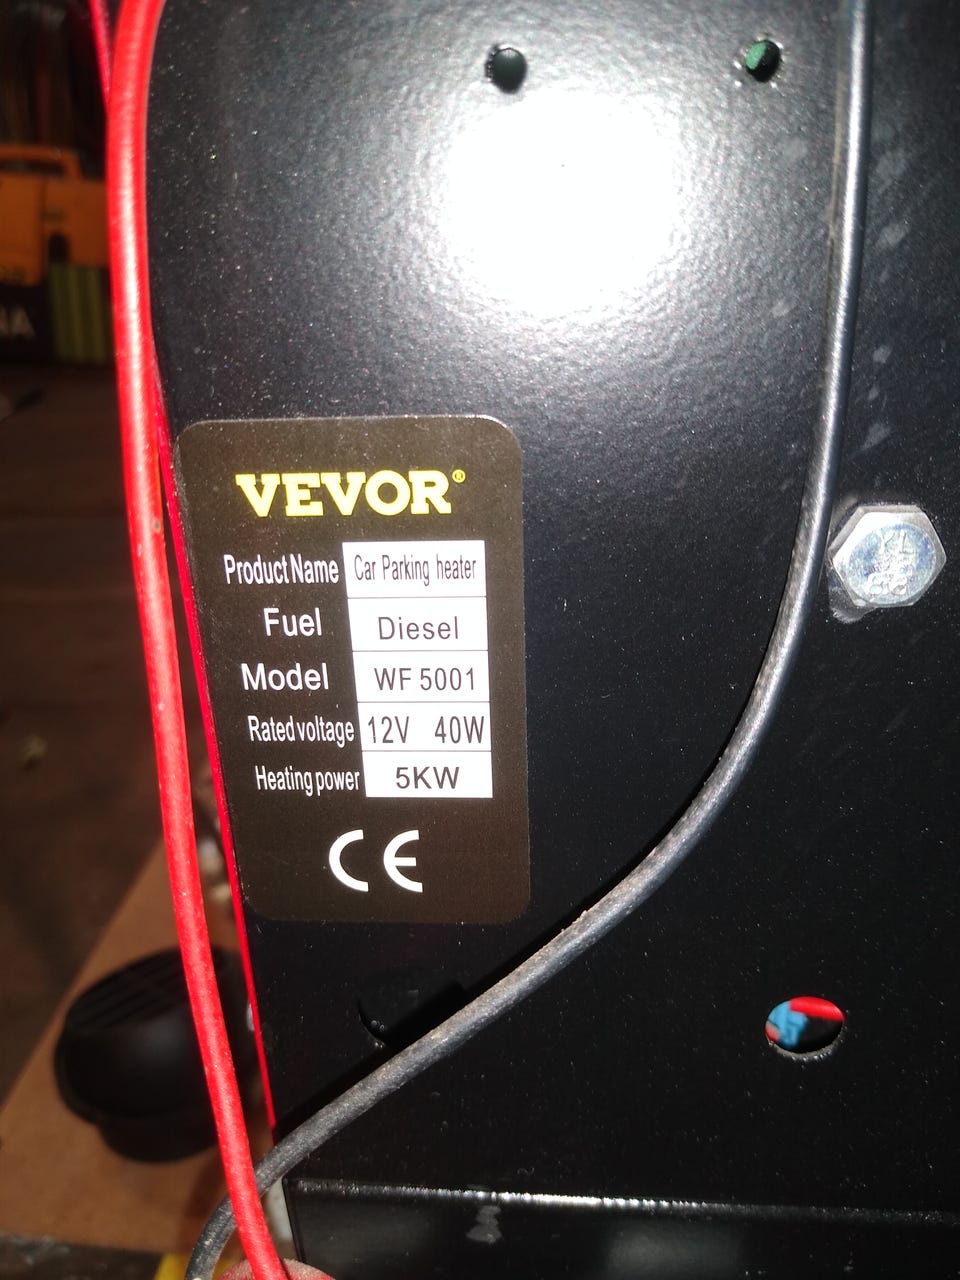 VEVOR®
Product Name Car Parking heater
Fuel Diesel
Model WF 5001
Rated voltage 12V 40W
Heating power 5KW
CE